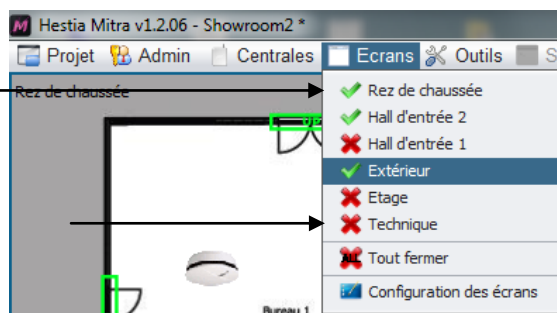 Hestia Mitra v1.2.06 - Showroom2 *
Projet Admin Centrales Ecrans Outils S
Rez de chaussée
Rez de chaussée
Hall d'entrée 2
Hall d'entrée 1
Extérieur
Etage
Technique
ALL Tout fermer
Configuration des écrans
Bureau 1